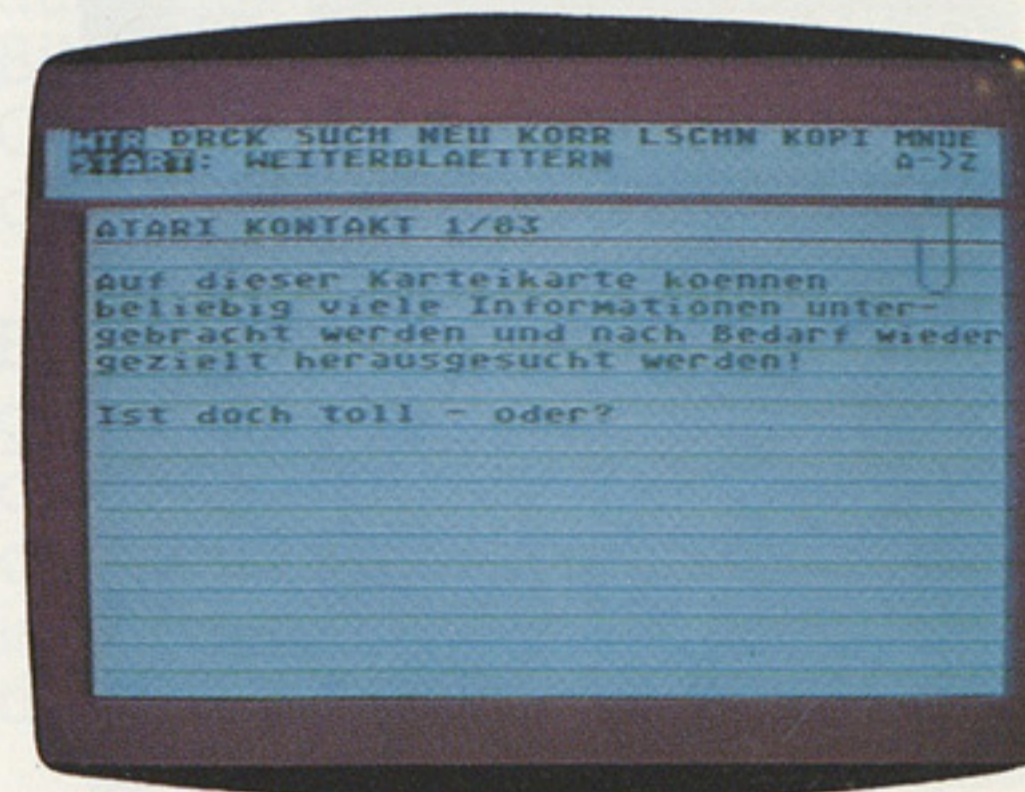 WTR DRCK SUCH NEU KORR LSCHN KOPI MNUE
START: WEITERBLAETTERN A->Z
ATARI KONTAKT 1/83
Auf dieser Karteikarte koennen
beliebig viele Informationen unter-
gebracht werden und nach Bedarf wieder
gezielt herausgesucht werden!
Ist doch toll - oder?